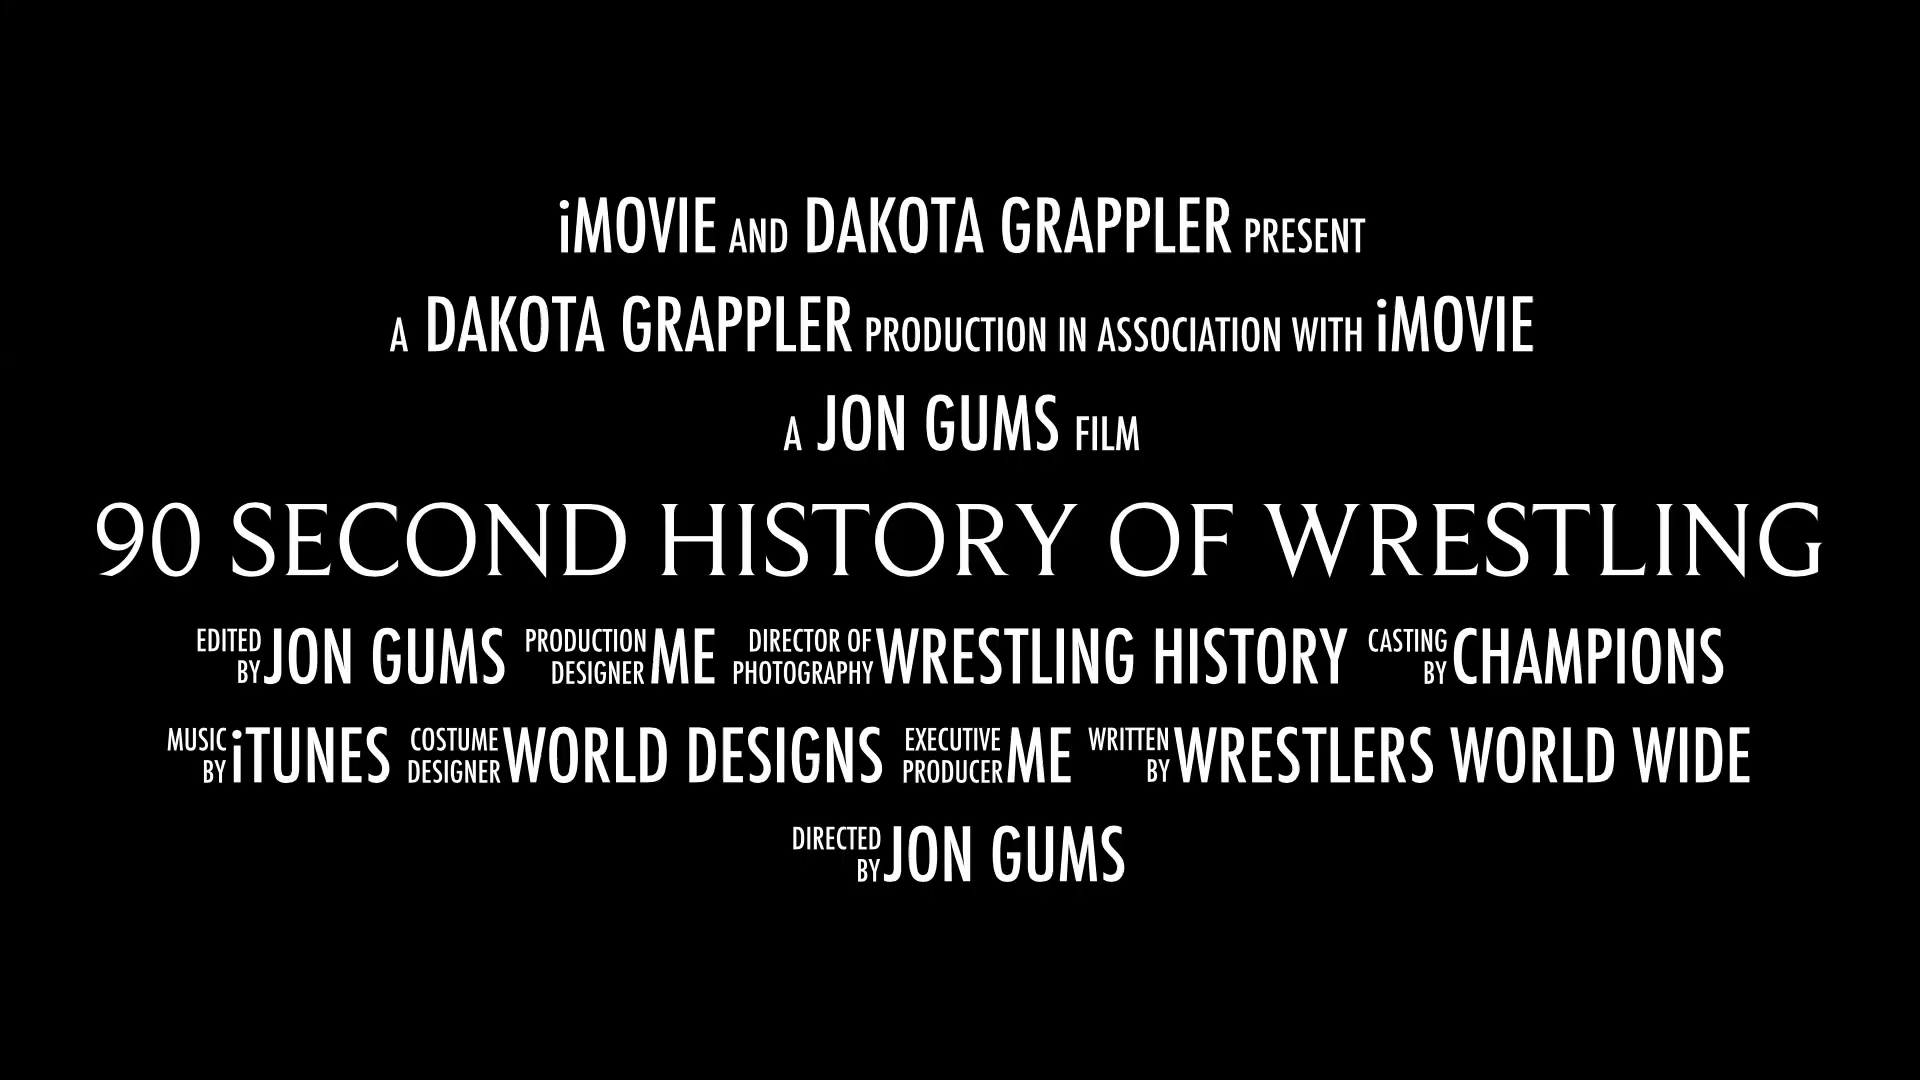 iMOVIE AND DAKOTA GRAPPLER PRESENT
A DAKOTA GRAPPLER PRODUCTION IN ASSOCIATION WITH iMOVIE
A JON GUMS FILM
90 SECOND HISTORY OF WRESTLING
EDITED BY JON GUMS PRODUCTION DESIGNER ME DIRECTOR OF PHOTOGRAPHY WRESTLING HISTORY CASTING BY CHAMPIONS
MUSIC BY iTUNES COSTUME DESIGNER WORLD DESIGNS EXECUTIVE PRODUCER ME WRITTEN BY WRESTLERS WORLD WIDE
DIRECTED BY JON GUMS